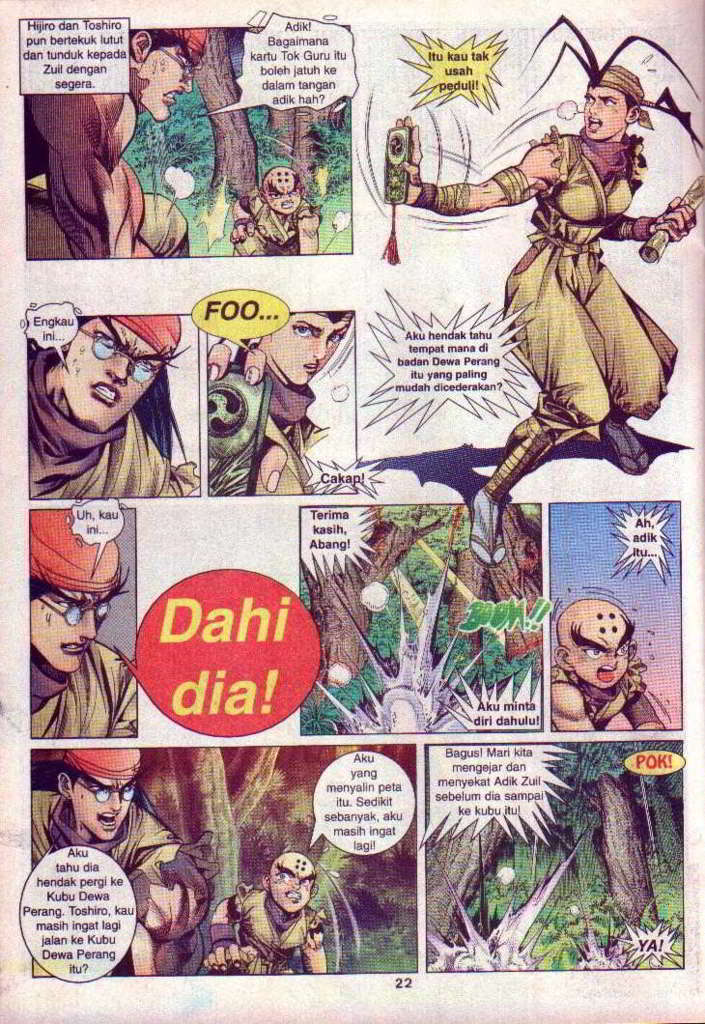 Hijiro dan Toshiro
pun bertekuk lutut
dan tunduk kepada
Zuil dengan
segera.
Adik!
Bagaimana
kartu Tok Guru itu
boleh jatuh ke
dalam tangan
adik hah?
Itu kau tak
usah
peduli!
Engkau
ini...
FOO...
Cakap!
Aku hendak tahu
tempat mana di
badan Dewa Perang
itu yang paling
mudah dicederakan?
Uh, kau
ini...
Dahi
dia!
Terima
kasih,
Abang!
BOOM!!
Aku minta
diri dahulu!
Ah,
adik
itu...
Aku
tahu dia
hendak pergi ke
Kubu Dewa
Perang. Toshiro, kau
masih ingat lagi
jalan ke Kubu
Dewa Perang
itu?
Aku
yang
menyalin peta
itu. Sedikit
sebanyak, aku
masih ingat
lagi!
Bagus! Mari kita
mengejar dan
menyekat Adik Zuil
sebelum dia sampai
ke kubu itu!
POK!
YA!
22